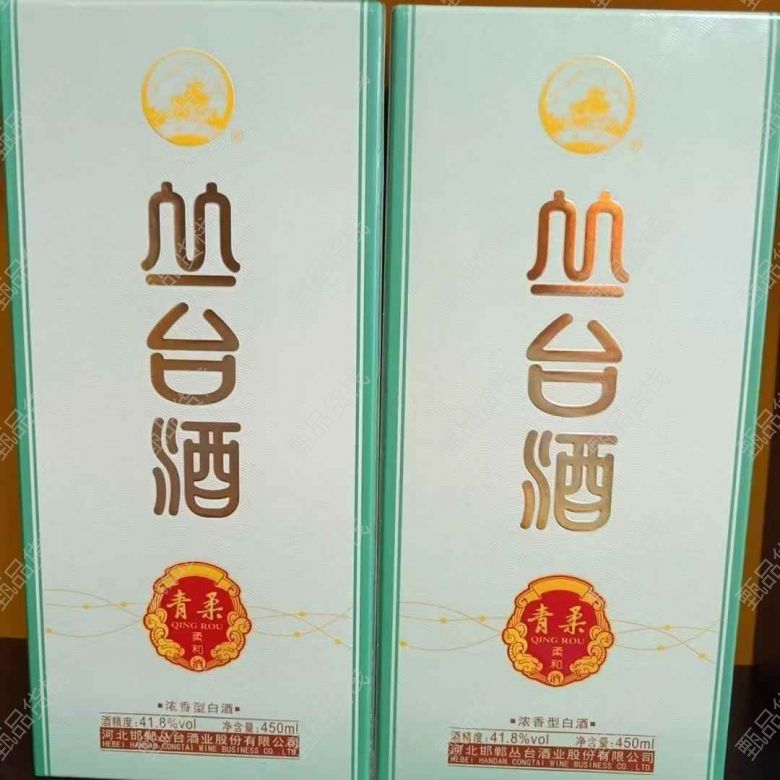 丛台酒
青柔
QING ROU
柔和
酒
浓香型白酒
酒精度:41.8%vol 净含量:450ml
河北邯郸丛台酒业股份有限公司
HEBEI HANDAN CONGTAI WINE BUSINESS CO.,LTD
丛台酒
青柔
QING ROU
柔和
酒
浓香型白酒
酒精度:41.8%vol 净含量:450ml
河北邯郸丛台酒业股份有限公司
HEBEI HANDAN CONGTAI WINE BUSINESS CO.,LTD
甄品货栈